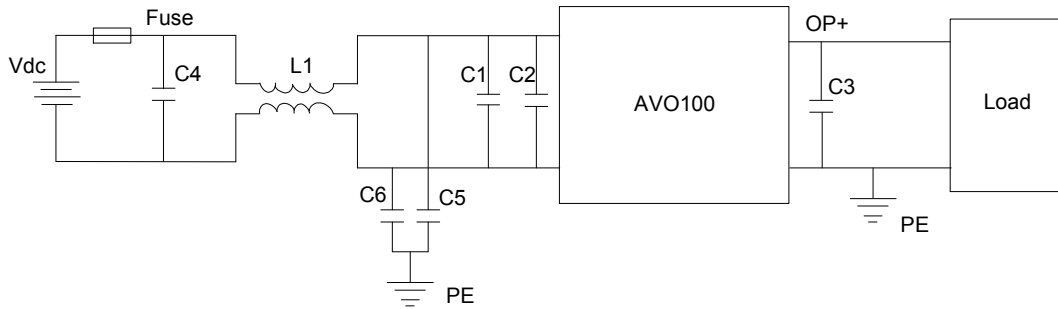 Fuse
OP+
Vdc
C4
L1
C1
C2
AVO100
C3
Load
C6
C5
PE
PE